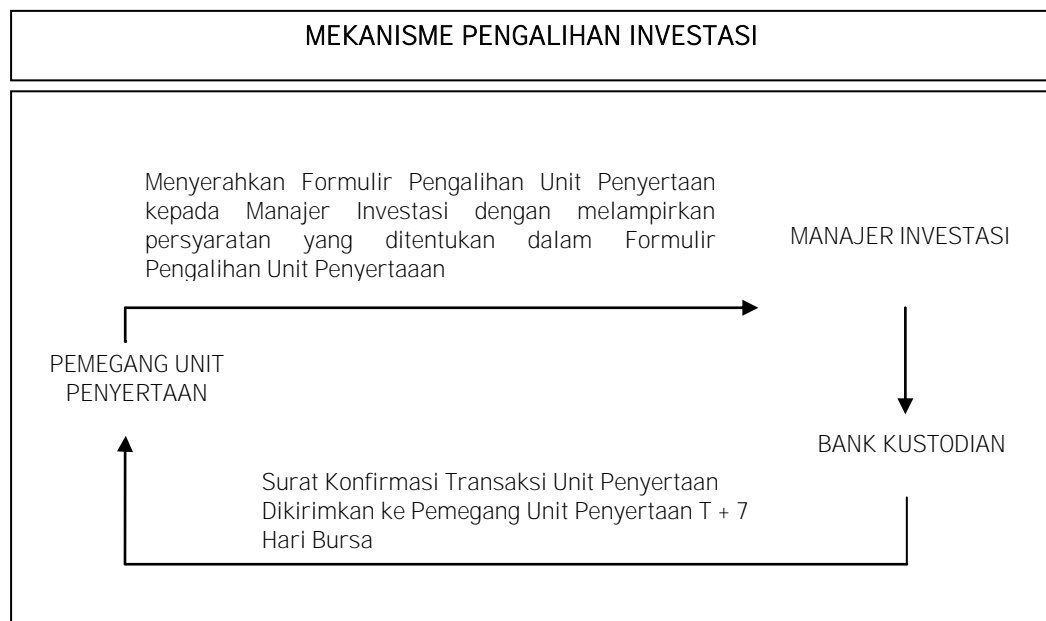 MEKANISME PENGALIHAN INVESTASI
Menyerahkan Formulir Pengalihan Unit Penyertaan
kepada Manajer Investasi dengan melampirkan
persyaratan yang ditentukan dalam Formulir
Pengalihan Unit Penyertaaan
MANAJER INVESTASI
PEMEGANG UNIT
PENYERTAAN
BANK KUSTODIAN
Surat Konfirmasi Transaksi Unit Penyertaan
Dikirimkan ke Pemegang Unit Penyertaan T + 7
Hari Bursa